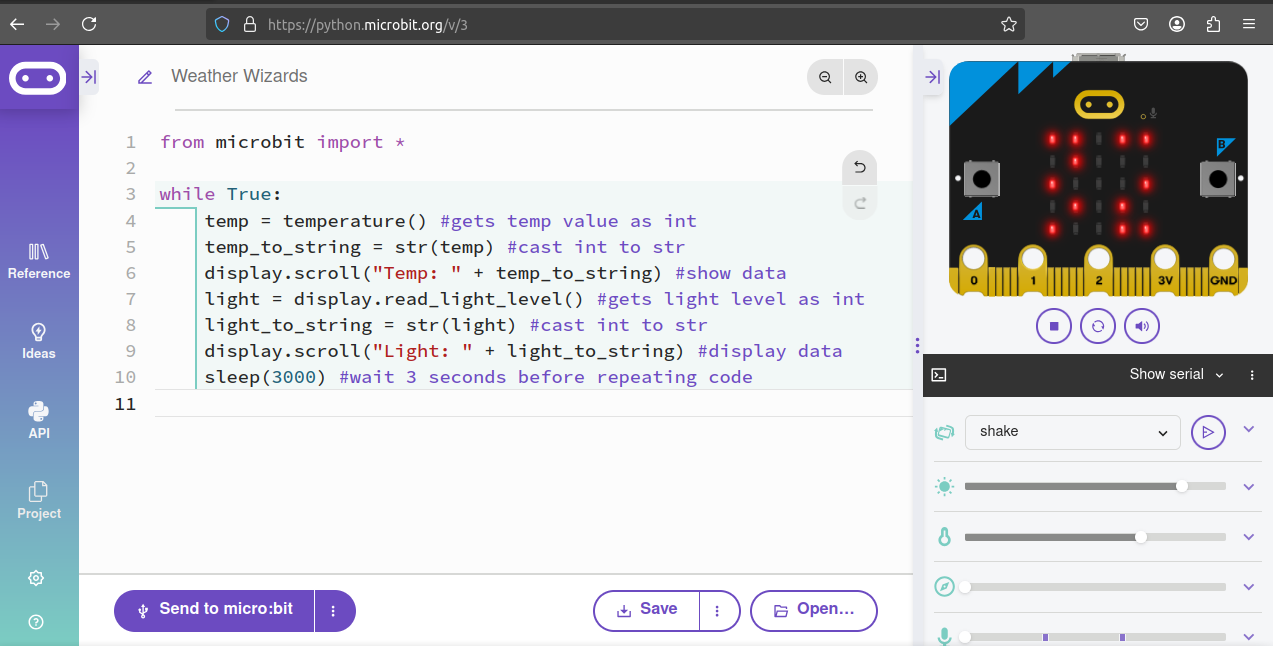 https://python.microbit.org/v/3
Weather Wizards
1 from microbit import *
2
3 while True:
4 temp = temperature() #gets temp value as int
5 temp_to_string = str(temp) #cast int to str
6 display.scroll("Temp: " + temp_to_string) #show data
7 light = display.read_light_level() #gets light level as int
8 light_to_string = str(light) #cast int to str
9 display.scroll("Light: " + light_to_string) #display data
10 sleep(3000) #wait 3 seconds before repeating code
11
Reference
Ideas
API
Project
Send to micro:bit
Save
Open...
B
A
0 1 2 3V GND
Show serial
shake